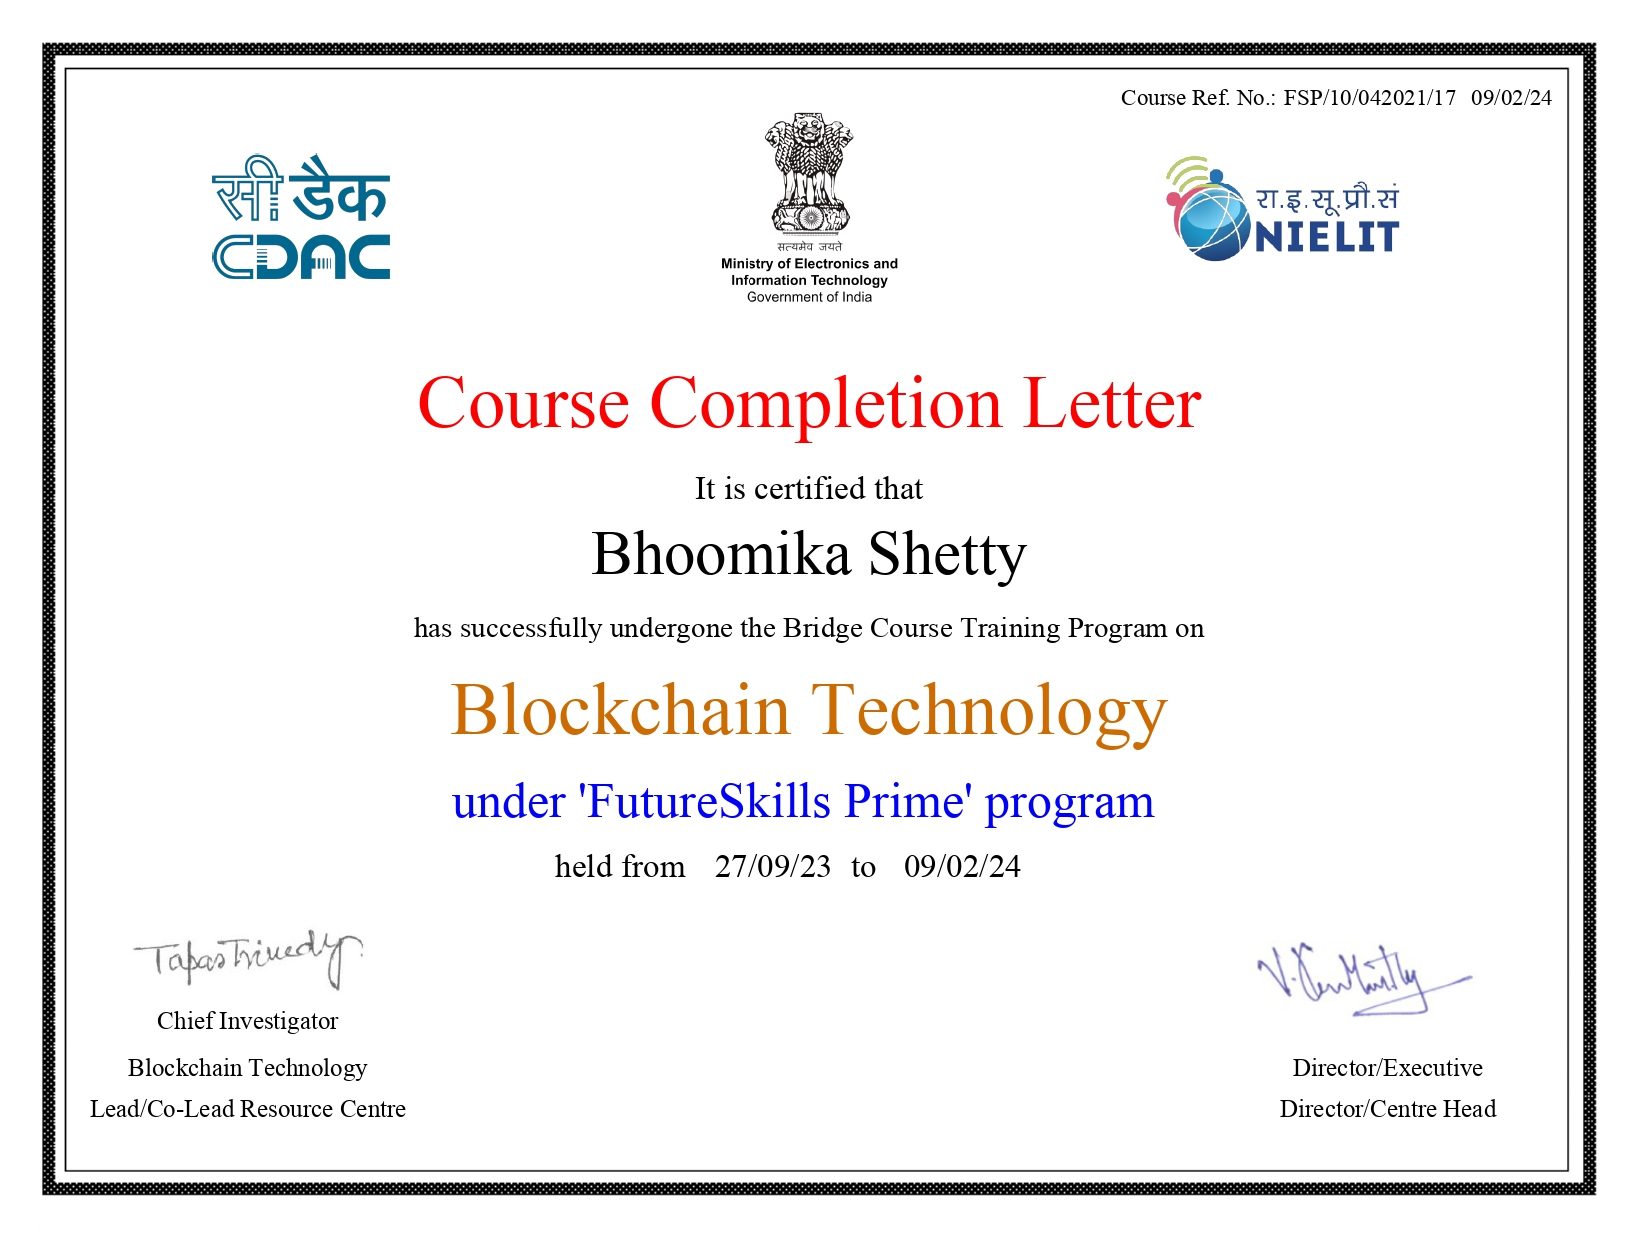 Course Ref. No.: FSP/10/042021/17 09/02/24
सी डैक
CDAC
सत्यमेव जयते
Ministry of Electronics and
Information Technology
Government of India
रा.इ.सू.प्रौ.सं
NIELIT
Course Completion Letter
It is certified that
Bhoomika Shetty
has successfully undergone the Bridge Course Training Program on
Blockchain Technology
under 'FutureSkills Prime' program
held from 27/09/23 to 09/02/24
Tapas Trivedy
Chief Investigator
Blockchain Technology
Lead/Co-Lead Resource Centre
Director/Executive
Director/Centre Head